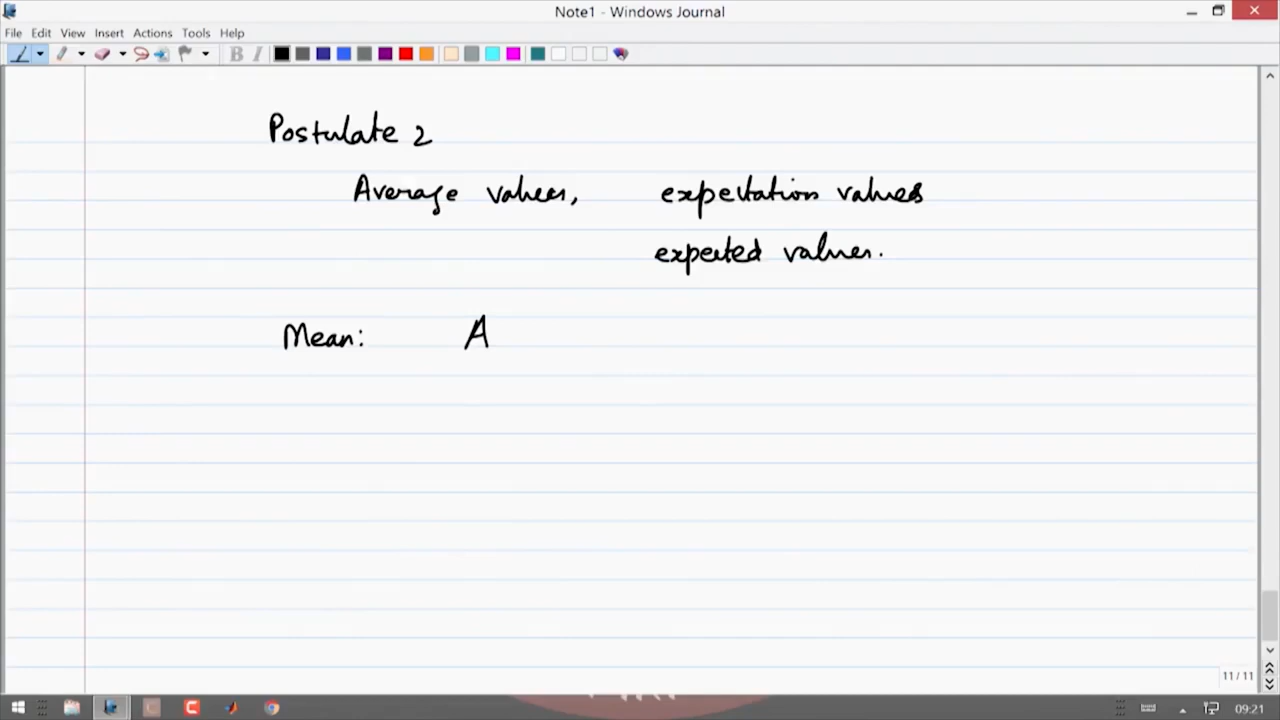 Note1 - Windows Journal
File Edit View Insert Actions Tools Help
B I
Postulate 2
Average values, expectation values
expected values.
Mean: A
11 / 11
09:21